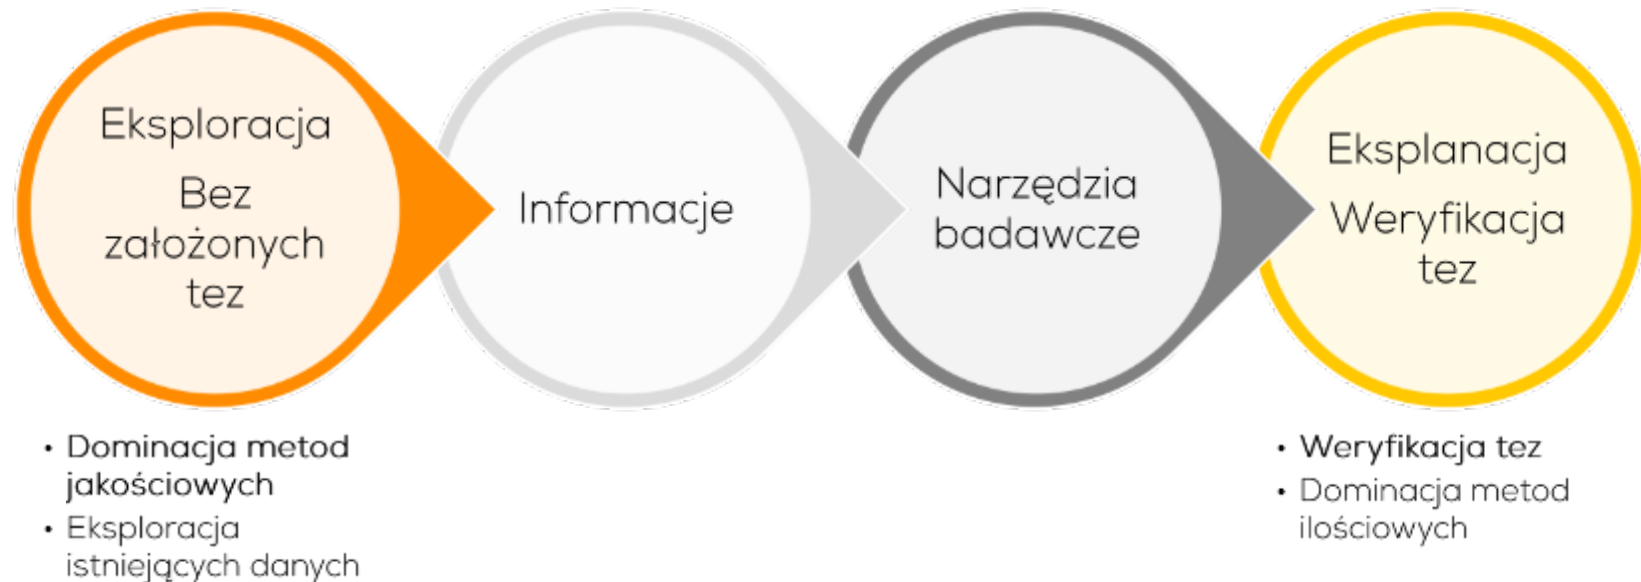 Eksploracja
Bez
założonych
tez
Informacje
Narzędzia
badawcze
Eksplanacja
Weryfikacja
tez
• Dominacja metod
jakościowych
• Eksploracja
istniejących danych
• Weryfikacja tez
• Dominacja metod
ilościowych